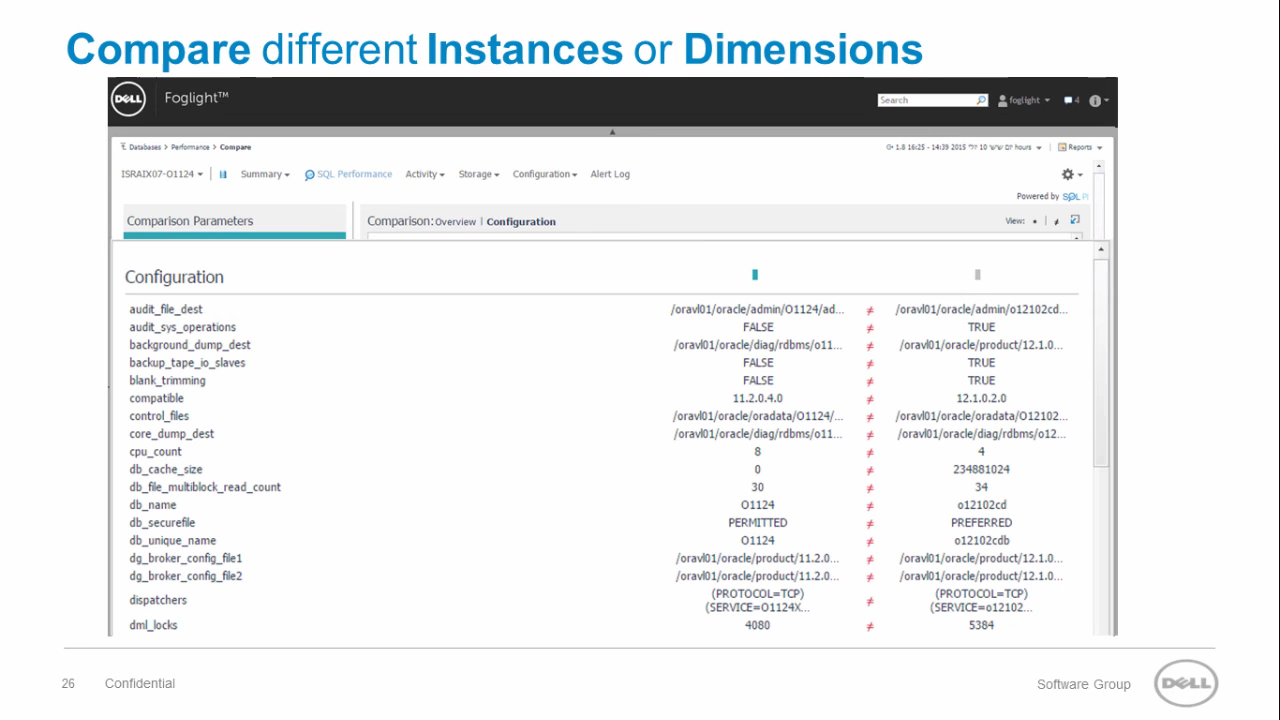 Compare different Instances or Dimensions
DELL Foglight™ Search foglight 4
Databases > Performance > Compare 1.8 16:25 - 14:39 2015 יום שישי 10 יולי hours Reports
ISRAIX07-O1124 Summary SQL Performance Activity Storage Configuration Alert Log
Powered by SQL PI
Comparison Parameters Comparison: Overview | Configuration View:
Configuration
audit_file_dest /oravl01/oracle/admin/O1124/ad... ≠ /oravl01/oracle/admin/o12102cd...
audit_sys_operations FALSE ≠ TRUE
background_dump_dest /oravl01/oracle/diag/rdbms/o11... ≠ /oravl01/oracle/product/12.1.0...
backup_tape_io_slaves FALSE ≠ TRUE
blank_trimming FALSE ≠ TRUE
compatible 11.2.0.4.0 ≠ 12.1.0.2.0
control_files /oravl01/oracle/oradata/O1124/... ≠ /oravl01/oracle/oradata/O12102...
core_dump_dest /oravl01/oracle/diag/rdbms/o11... ≠ /oravl01/oracle/diag/rdbms/o12...
cpu_count 8 ≠ 4
db_cache_size 0 ≠ 234881024
db_file_multiblock_read_count 30 ≠ 34
db_name O1124 ≠ o12102cd
db_securefile PERMITTED ≠ PREFERRED
db_unique_name O1124 ≠ o12102cdb
dg_broker_config_file1 /oravl01/oracle/product/11.2.0... ≠ /oravl01/oracle/product/12.1.0...
dg_broker_config_file2 /oravl01/oracle/product/11.2.0... ≠ /oravl01/oracle/product/12.1.0...
(PROTOCOL=TCP) (PROTOCOL=TCP)
dispatchers ≠
(SERVICE=O1124X... (SERVICE=o12102...
dml_locks 4080 ≠ 5384
26 Confidential Software Group DELL